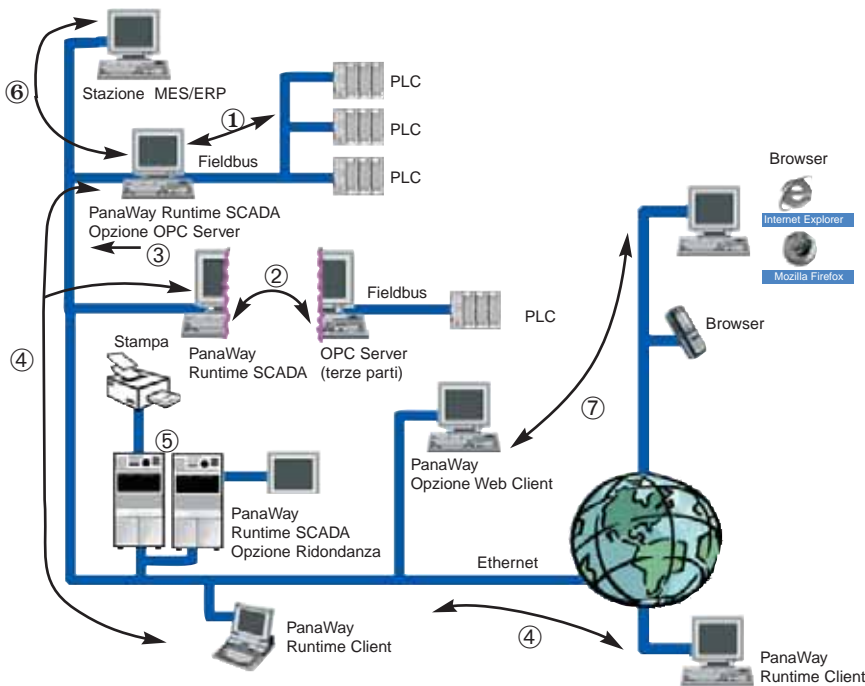 Stazione MES/ERP
⑥
①
PLC
PLC
PLC
Fieldbus
PanaWay Runtime SCADA
Opzione OPC Server
③
Browser
Internet Explorer
Mozilla Firefox
②
Fieldbus
PLC
Browser
④
Stampa
PanaWay
Runtime SCADA
OPC Server
(terze parti)
⑦
⑤
PanaWay
Opzione Web Client
PanaWay
Runtime SCADA
Opzione Ridondanza
Ethernet
PanaWay
Runtime Client
④
PanaWay
Runtime Client